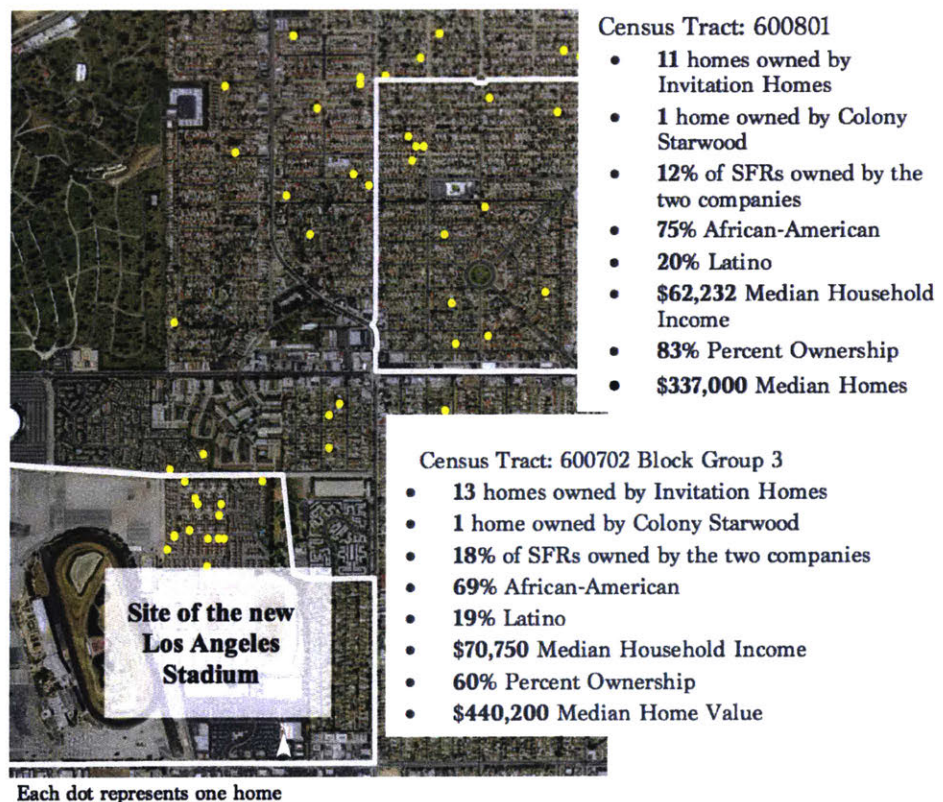 Census Tract: 600801
• 11 homes owned by
Invitation Homes
• 1 home owned by Colony
Starwood
• 12% of SFRs owned by the
two companies
• 75% African-American
• 20% Latino
• $62,232 Median Household
Income
• 83% Percent Ownership
• $337,000 Median Homes
Census Tract: 600702 Block Group 3
• 13 homes owned by Invitation Homes
• 1 home owned by Colony Starwood
• 18% of SFRs owned by the two companies
• 69% African-American
• 19% Latino
• $70,750 Median Household Income
• 60% Percent Ownership
• $440,200 Median Home Value
Site of the new
Los Angeles
Stadium
Each dot represents one home